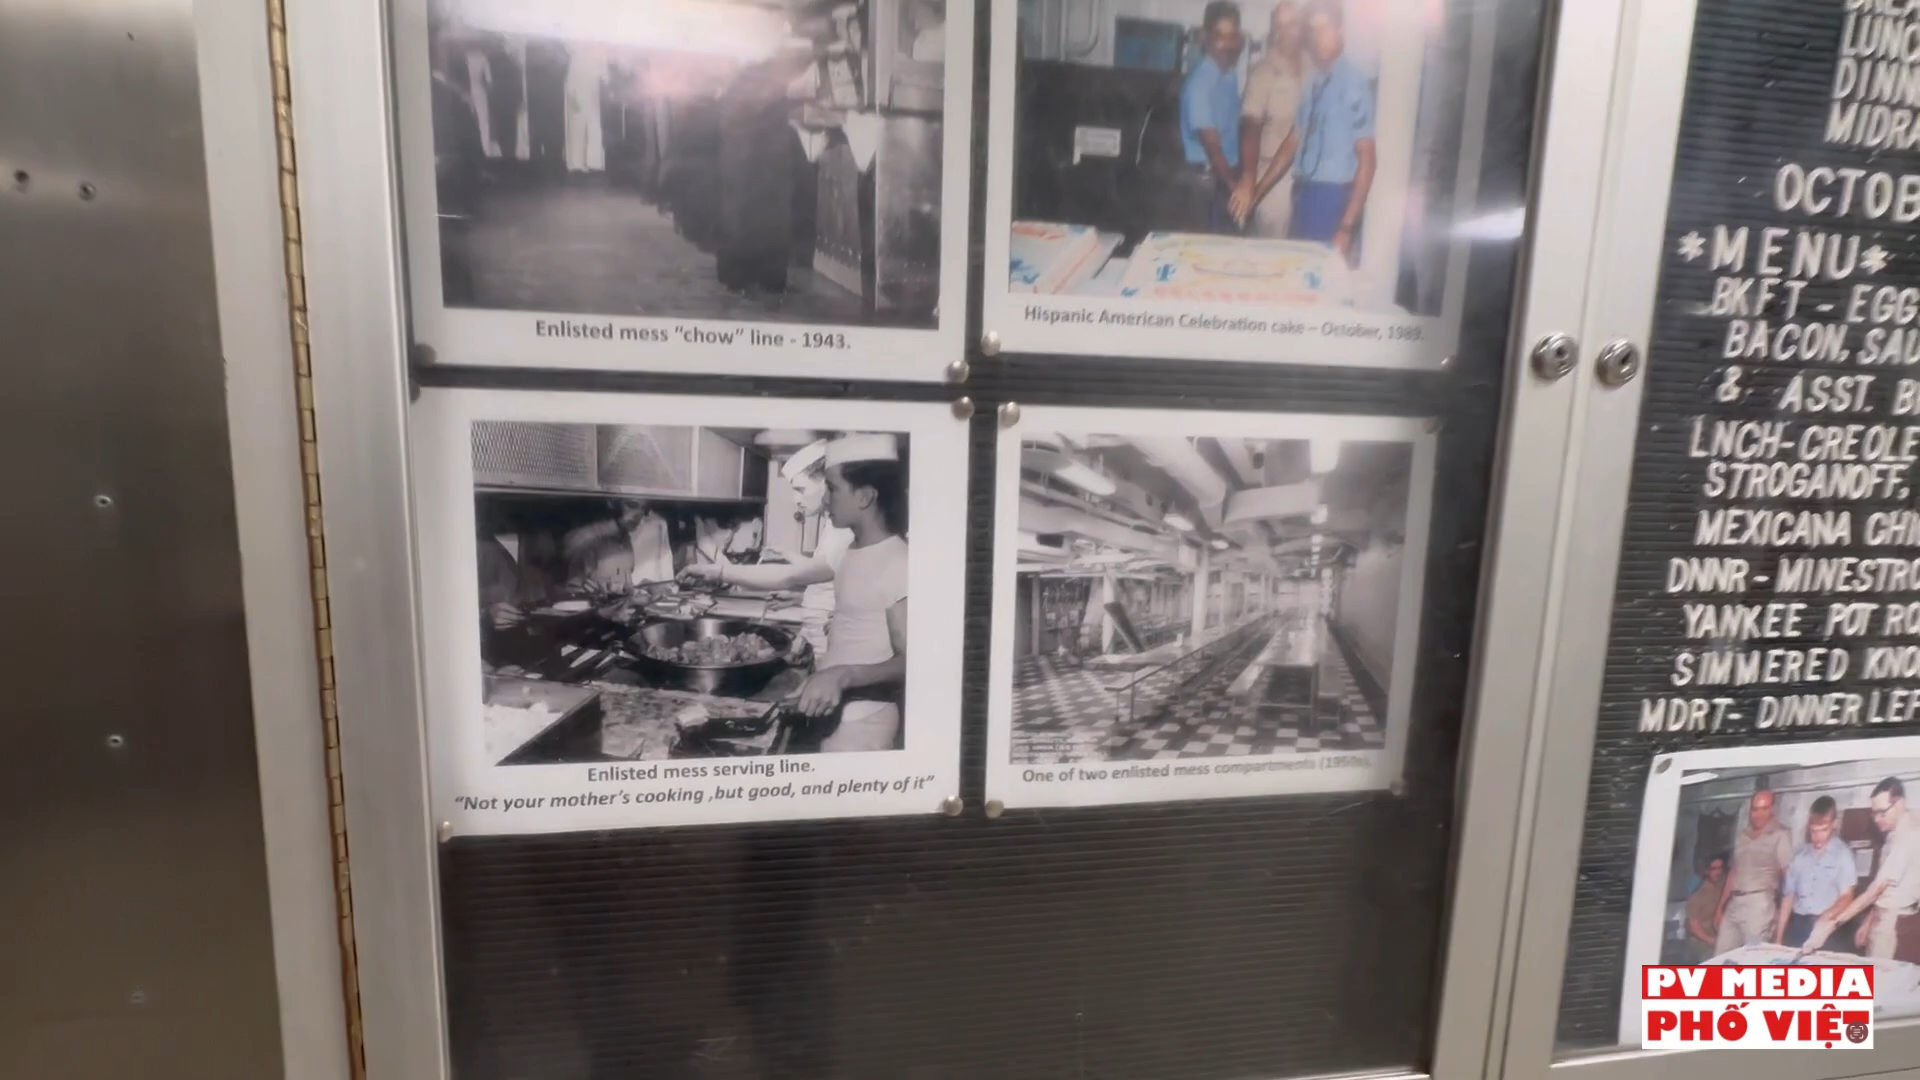 Enlisted mess “chow” line - 1943.
Hispanic American Celebration cake – October, 1989.
Enlisted mess serving line.
“Not your mother’s cooking ,but good, and plenty of it”
One of two enlisted mess compartments (1950s).
LUNC
DINN
MIDRA
OCTOB
*MENU*
BKFT - EGG
BACON, SAU
& ASST. B
LNCH-CREOLE
STROGANOFF,
MEXICANA CHI
DNNR - MINESTRO
YANKEE POT RO
SIMMERED KNO
MDRT- DINNER LEF
PV MEDIA
PHỐ VIỆT